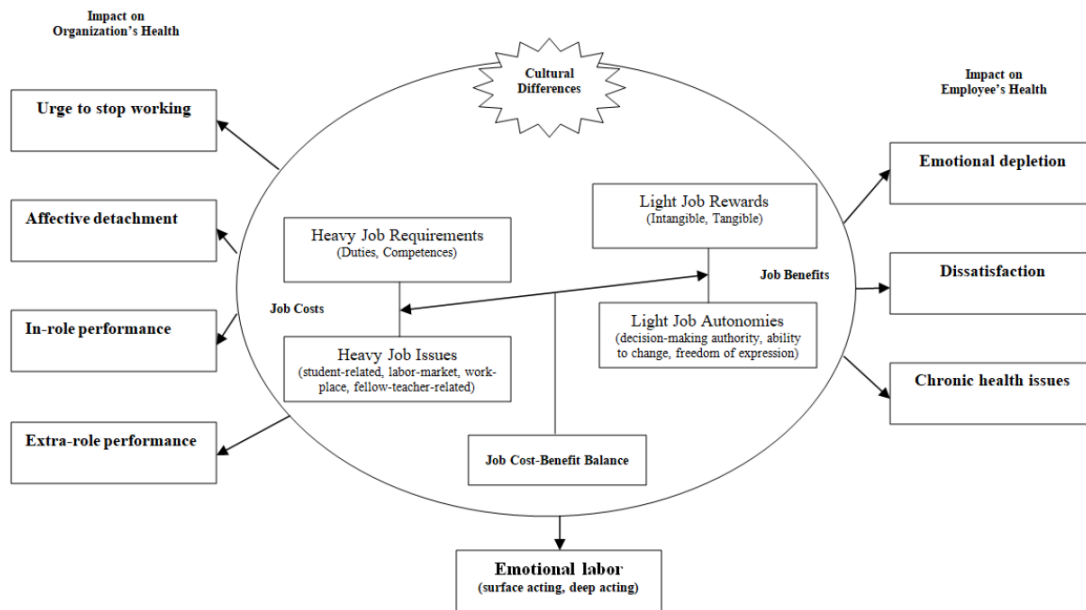 Impact on
Organization's Health
Cultural
Differences
Impact on
Employee's Health
Urge to stop working
Affective detachment
In-role performance
Extra-role performance
Heavy Job Requirements
(Duties, Competences)
Job Costs
Heavy Job Issues
(student-related, labor-market, work-
place, fellow-teacher-related)
Light Job Rewards
(Intangible, Tangible)
Job Benefits
Light Job Autonomies
(decision-making authority, ability
to change, freedom of expression)
Job Cost-Benefit Balance
Emotional depletion
Dissatisfaction
Chronic health issues
Emotional labor
(surface acting, deep acting)